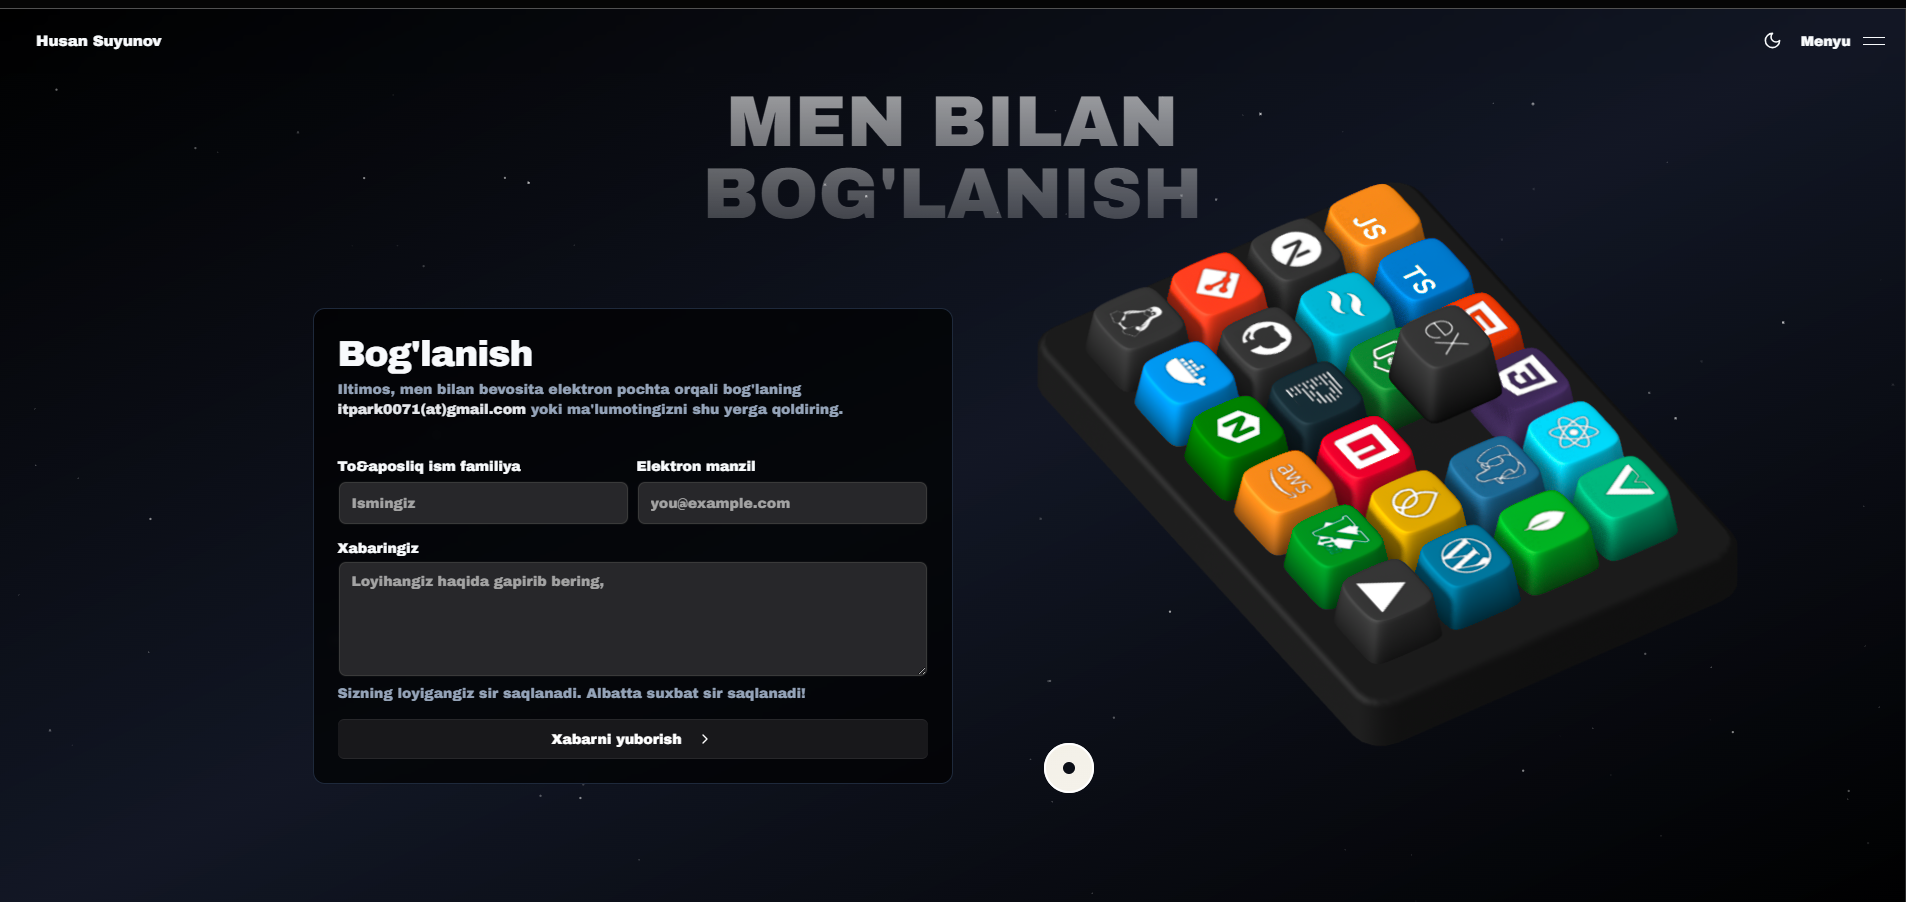 Husan Suyunov
Menyu
MEN BILAN
BOG'LANISH
Bog'lanish
Iltimos, men bilan bevosita elektron pochta orqali bog'laning
itpark0071(at)gmail.com yoki ma'lumotingizni shu yerga qoldiring.
To&aposliq ism familiya
Elektron manzil
Ismingiz
you@example.com
Xabaringiz
Loyihangiz haqida gapirib bering,
Sizning loyigangiz sir saqlanadi. Albatta suxbat sir saqlanadi!
Xabarni yuborish
JS
TS
ex
aws